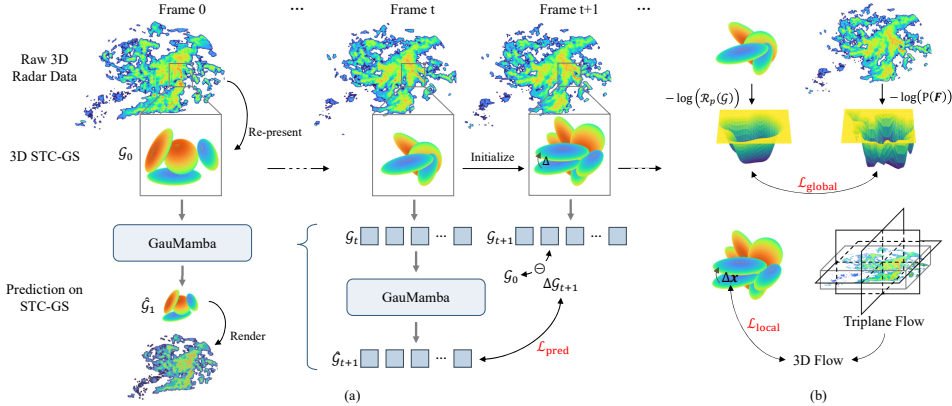 Frame 0
...
Frame t
Frame t+1
...
Raw 3D
Radar Data
Re-present
3D STC-GS
𝒢₀
Initialize
Δ
GauMamba
𝒢ₜ
...
𝒢ₜ₊₁
...
𝒢₀
⊖
Δ𝒢ₜ₊₁
Prediction on
STC-GS
𝒢̂₁
Render
GauMamba
𝒢̂ₜ₊₁
...
ℒpred
(a)
−log(ℛₚ(𝒢))
−log(P(𝑭))
ℒglobal
Δ𝒙
Triplane Flow
ℒlocal
3D Flow
(b)